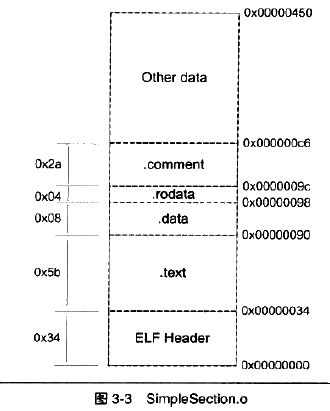 0x00000450
Other data
0x000000c6
0x2a
.comment
0x0000009c
0x04
.rodata
0x00000098
0x08
.data
0x00000090
0x5b
.text
0x00000034
0x34
ELF Header
0x00000000
图 3-3 SimpleSection.o